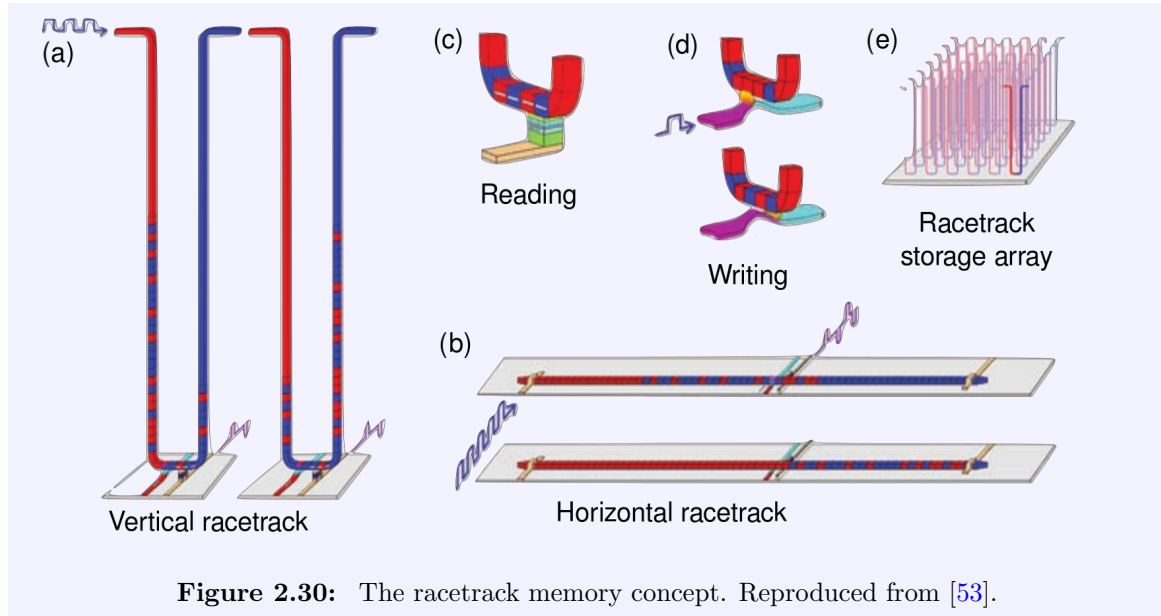 (a)
(c)
(d)
(e)
Reading
Writing
Racetrack
storage array
(b)
Vertical racetrack
Horizontal racetrack
Figure 2.30: The racetrack memory concept. Reproduced from [53].